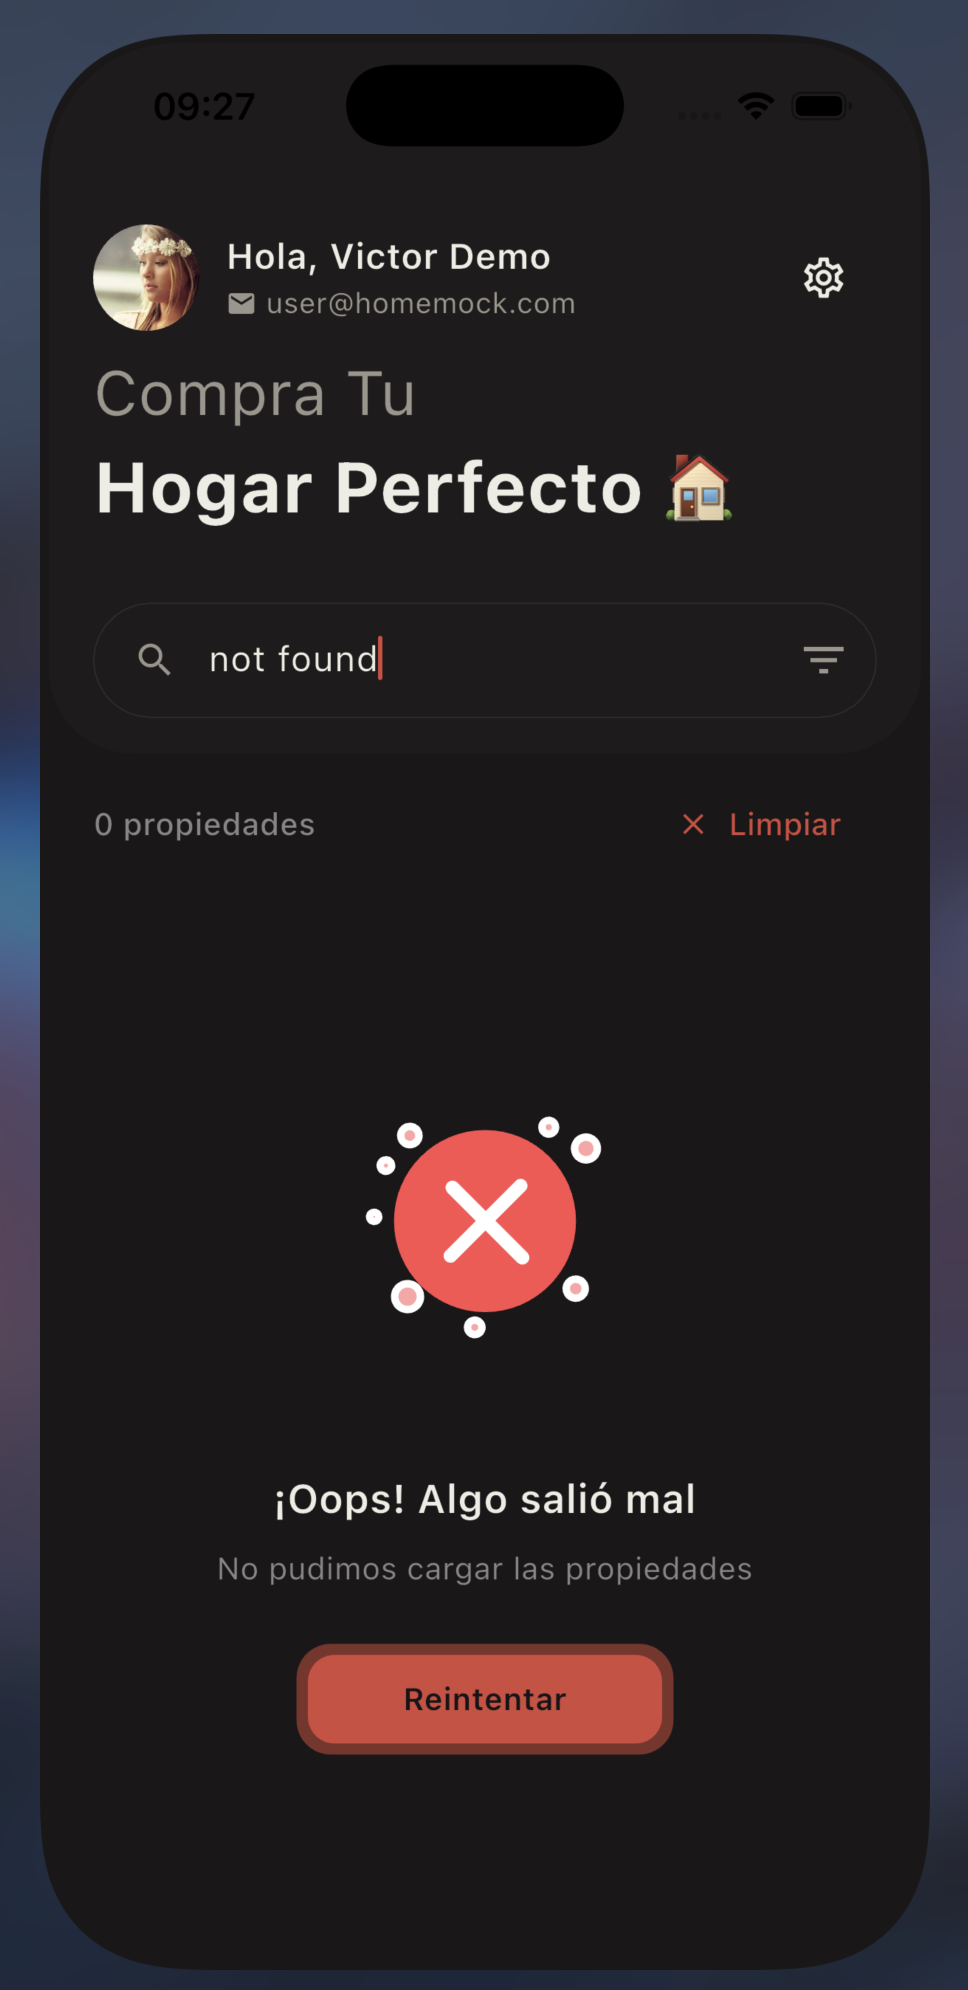 09:27
Hola, Victor Demo
user@homemock.com
Compra Tu
Hogar Perfecto 🏠
not found
0 propiedades
Limpiar
¡Oops! Algo salió mal
No pudimos cargar las propiedades
Reintentar